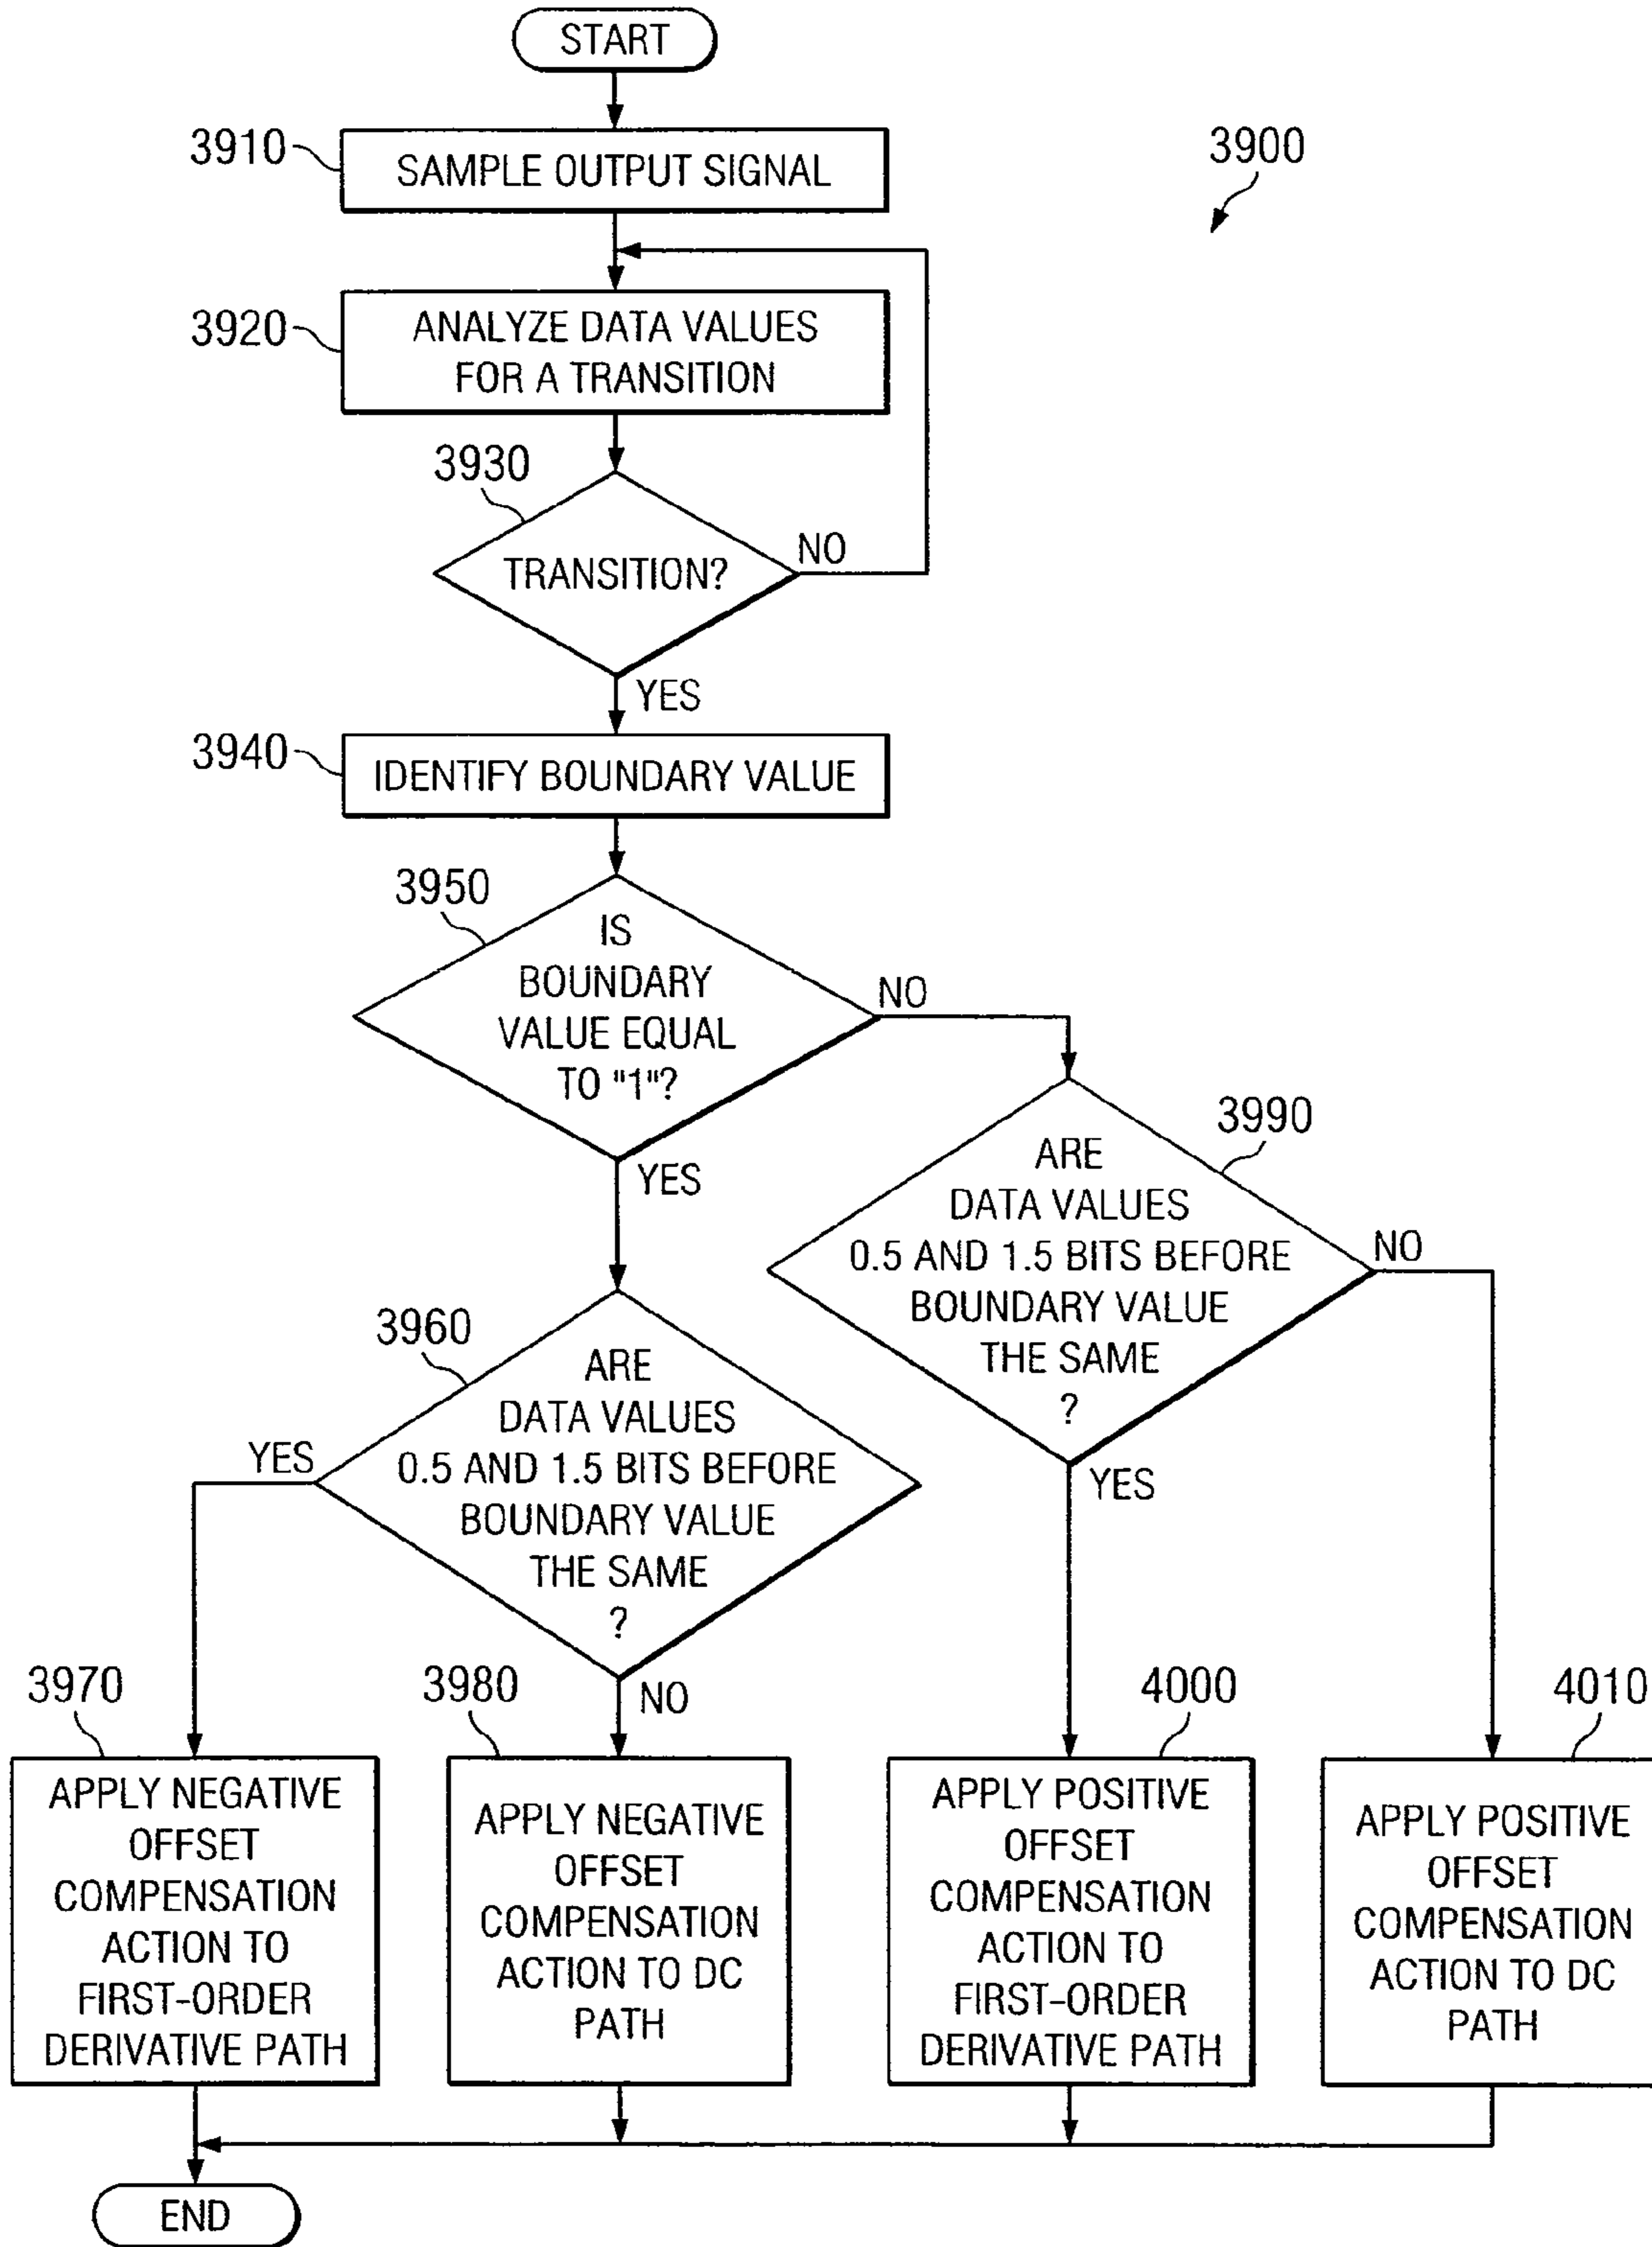 START
3910
SAMPLE OUTPUT SIGNAL
3900
3920
ANALYZE DATA VALUES
FOR A TRANSITION
3930
TRANSITION?
NO
YES
3940
IDENTIFY BOUNDARY VALUE
3950
IS
BOUNDARY
VALUE EQUAL
TO "1"?
NO
YES
3990
ARE
DATA VALUES
0.5 AND 1.5 BITS BEFORE
BOUNDARY VALUE
THE SAME
?
NO
YES
3960
ARE
DATA VALUES
0.5 AND 1.5 BITS BEFORE
BOUNDARY VALUE
THE SAME
?
YES
NO
3970
APPLY NEGATIVE
OFFSET
COMPENSATION
ACTION TO
FIRST-ORDER
DERIVATIVE PATH
3980
APPLY NEGATIVE
OFFSET
COMPENSATION
ACTION TO DC
PATH
4000
APPLY POSITIVE
OFFSET
COMPENSATION
ACTION TO
FIRST-ORDER
DERIVATIVE PATH
4010
APPLY POSITIVE
OFFSET
COMPENSATION
ACTION TO DC
PATH
END